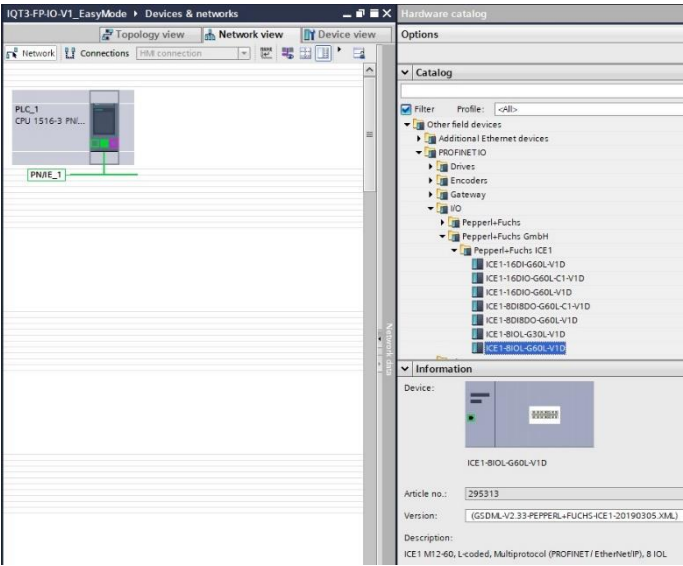 IQT3-FP-IO-V1_EasyMode ▸ Devices & networks
Topology view Network view Device view
Network Connections HMI connection
PLC_1
CPU 1516-3 PN/...
PN/IE_1
Network data
Hardware catalog
Options
Catalog
Filter Profile: <All>
Other field devices
Additional Ethernet devices
PROFINET IO
Drives
Encoders
Gateway
I/O
Pepperl+Fuchs
Pepperl+Fuchs GmbH
Pepperl+Fuchs ICE1
ICE1-16DI-G60L-V1D
ICE1-16DIO-G60L-C1-V1D
ICE1-16DIO-G60L-V1D
ICE1-8DI8DO-G60L-C1-V1D
ICE1-8DI8DO-G60L-V1D
ICE1-8IOL-G30L-V1D
ICE1-8IOL-G60L-V1D
Information
Device:
ICE1-8IOL-G60L-V1D
Article no.: 295313
Version: (GSDML-V2.33-PEPPERL+FUCHS-ICE1-20190305.XML)
Description:
ICE1 M12-60, L-coded, Multiprotocol (PROFINET / EtherNet/IP), 8 IOL